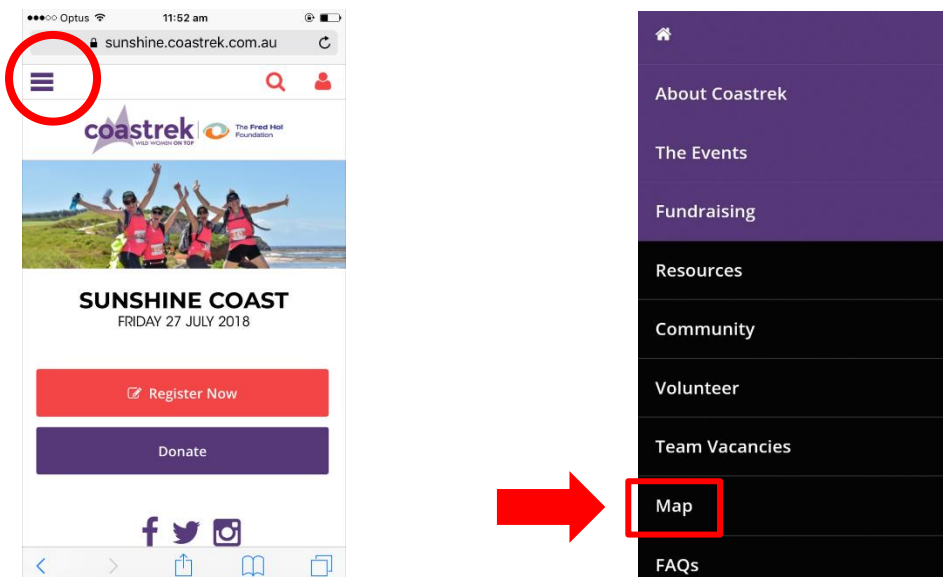 Optus 11:52 am
sunshine.coastrek.com.au
coastrek
WILD WOMEN ON TOP
The Fred Hol
Foundation
SUNSHINE COAST
FRIDAY 27 JULY 2018
Register Now
Donate
About Coastrek
The Events
Fundraising
Resources
Community
Volunteer
Team Vacancies
Map
FAQs